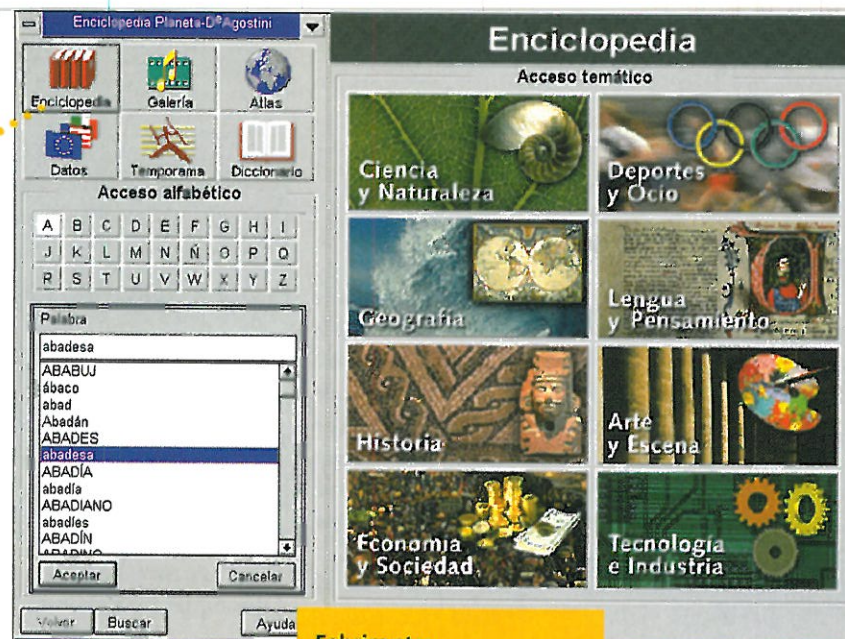 Enciclopedia Planeta-DeAgostini
Enciclopedia
Galería
Atlas
Datos
Temporama
Diccionario
Acceso alfabético
A B C D E F G H I
J K L M N Ñ O P Q
R S T U V W X Y Z
Palabra
abadesa
ABABUJ
ábaco
abad
Abadán
ABADES
abadesa
ABADÍA
abadía
ABADIANO
abadíes
ABADÍN
ABADINO
Aceptar
Cancelar
Volver
Buscar
Ayuda
Enciclopedia
Acceso temático
Ciencia
y Naturaleza
Deportes
y Ocio
Geografía
Lengua
y Pensamiento
Historia
Arte
y Escena
Economía
y Sociedad
Tecnología
e Industria